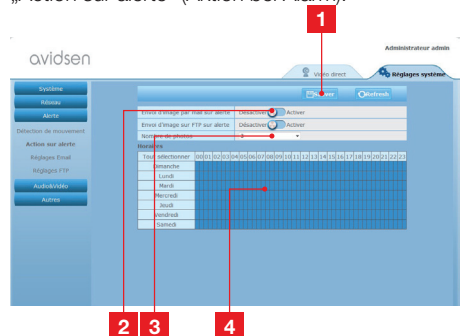 „Action sur alerte" (Aktion bei Alarm).
1
Administrateur admin
avidsen
Vidéo direct
Réglages système
Système
Réseau
Alerte
Détection de mouvement
Action sur alerte
Réglages Email
Réglages FTP
Audio&Vidéo
Autres
Refresh
Envoi d'image par mail sur alerte Désactiver Activer
Envoi d'image sur FTP sur alerte Désactiver Activer
Nombre de photos
Horaires
Tout sélectionner 00 01 02 03 04 05 06 07 08 09 10 11 12 13 14 15 16 17 18 19 20 21 22 23
Dimanche
Lundi
Mardi
Mercredi
Jeudi
Vendredi
Samedi
2 3 4